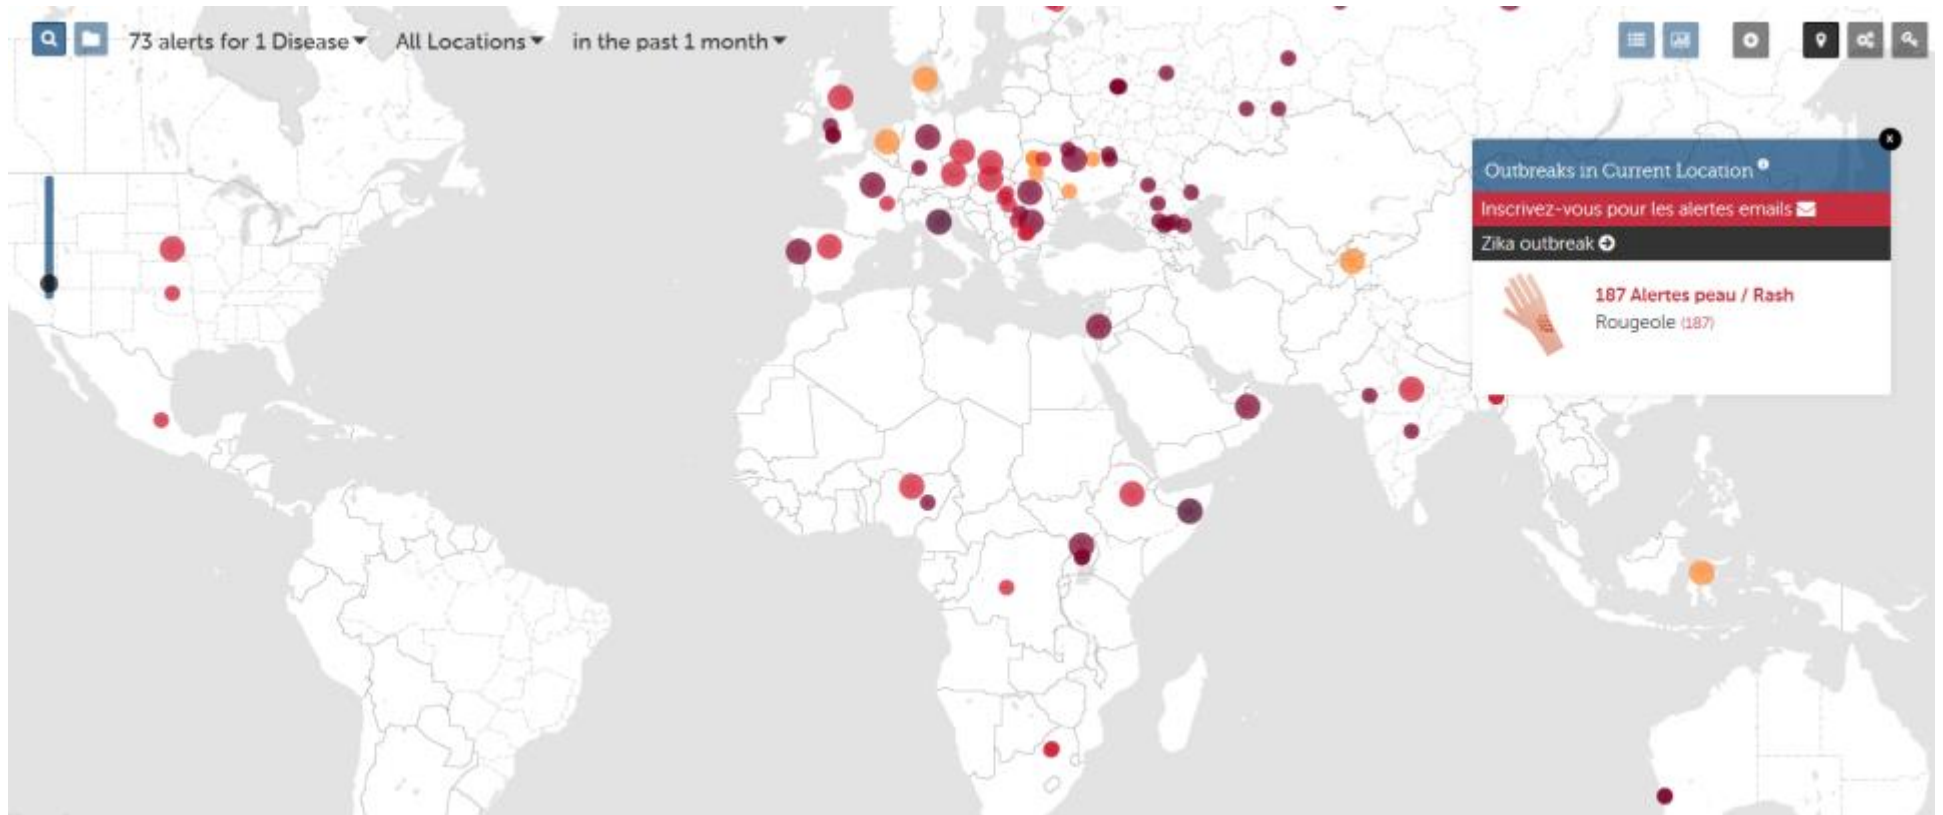 73 alerts for 1 Disease All Locations in the past 1 month
Outbreaks in Current Location
Inscrivez-vous pour les alertes emails
Zika outbreak
187 Alertes peau / Rash
Rougeole (187)